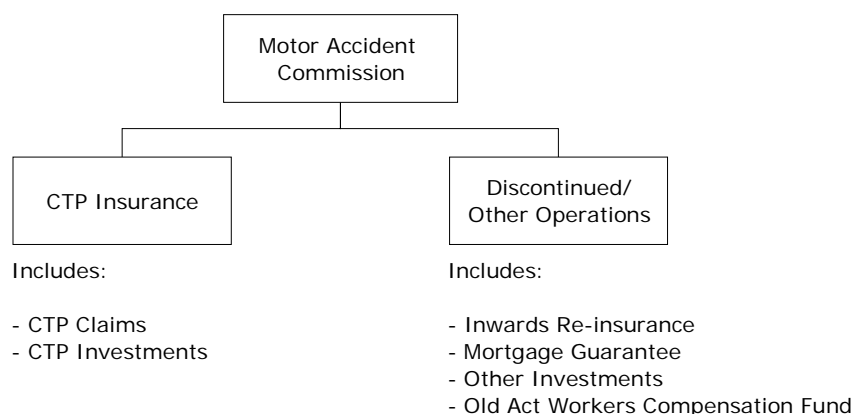 Motor Accident
Commission
CTP Insurance
Discontinued/
Other Operations
Includes:
- CTP Claims
- CTP Investments
Includes:
- Inwards Re-insurance
- Mortgage Guarantee
- Other Investments
- Old Act Workers Compensation Fund